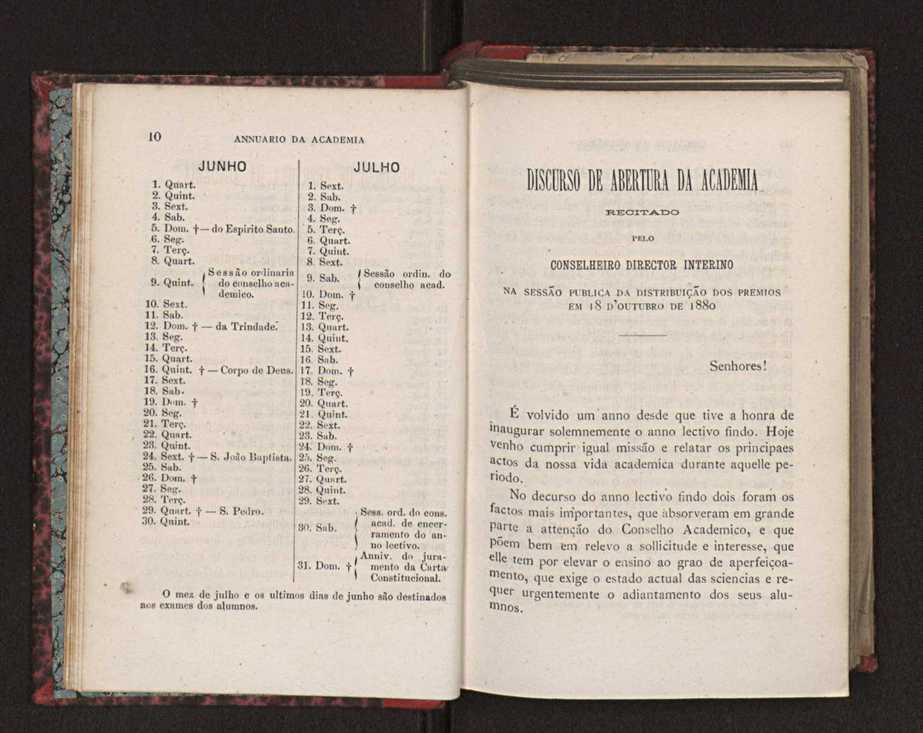 10 ANNUARIO DA ACADEMIA
JUNHO
1. Quart.
2. Quint.
3. Sext.
4. Sab.
5. Dom. † — do Espirito Santo.
6. Seg.
7. Terç.
8. Quart.
9. Quint. { Sessão ordinaria
do conselho aca-
demico.
10. Sext.
11. Sab.
12. Dom. † — da Trindade.
13. Seg.
14. Terç.
15. Quart.
16. Quint. † — Corpo de Deus.
17. Sext.
18. Sab.
19. Dom. †
20. Seg.
21. Terç.
22. Quart.
23. Quint.
24. Sext. † — S. João Baptista.
25. Sab.
26. Dom. †
27. Seg.
28. Terç.
29. Quart. † — S. Pedro.
30. Quint.
JULHO
1. Sext.
2. Sab.
3. Dom. †
4. Seg.
5. Terç.
6. Quart.
7. Quint.
8. Sext.
9. Sab. { Sessão ordin. do
conselho acad.
10. Dom. †
11. Seg.
12. Terç.
13. Quart.
14. Quint.
15. Sext.
16. Sab.
17. Dom. †
18. Seg.
19. Terç.
20. Quart.
21. Quint.
22. Sext.
23. Sab.
24. Dom. †
25. Seg.
26. Terç.
27. Quart.
28. Quint.
29. Sext.
30. Sab. { Sess. ord. do cons.
acad. de encer-
ramento do an-
no lectivo.
31. Dom. † { Anniv. do jura-
mento da Carta
Constitucional.
O mez de julho e os ultimos dias de junho são destinados
aos exames dos alumnos.
DISCURSO DE ABERTURA DA ACADEMIA
RECITADO
PELO
CONSELHEIRO DIRECTOR INTERINO
NA SESSÃO PUBLICA DA DISTRIBUIÇÃO DOS PREMIOS
EM 18 D'OUTUBRO DE 1880
Senhores!
É volvido um anno desde que tive a honra de
inaugurar solemnemente o anno lectivo findo. Hoje
venho cumprir igual missão e relatar os principaes
actos da nossa vida academica durante aquelle pe-
riodo.
No decurso do anno lectivo findo dois foram os
factos mais importantes, que absorveram em grande
parte a attenção do Conselho Academico, e que
põem bem em relevo a sollicitude e interesse, que
elle tem por elevar o ensino ao grao de aperfeiçoa-
mento, que exige o estado actual das sciencias e re-
quer urgentemente o adiantamento dos seus alu-
mnos.